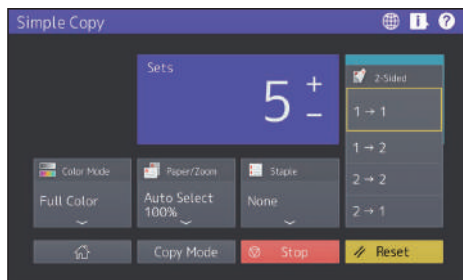 Simple Copy
Sets
5 + -
2-Sided
1 → 1
1 → 2
2 → 2
2 → 1
Color Mode
Full Color
Paper/Zoom
Auto Select
100%
Staple
None
Copy Mode
Stop
Reset